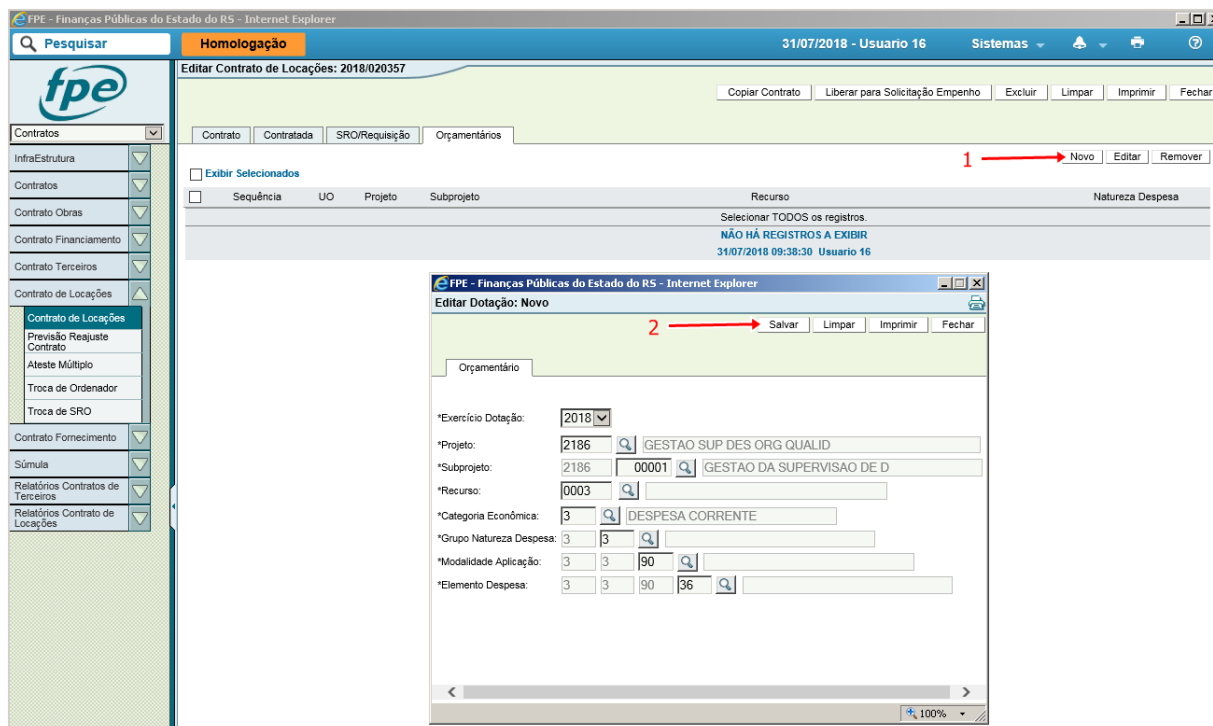 FPE - Finanças Públicas do Estado do RS - Internet Explorer
Pesquisar Homologação 31/07/2018 - Usuario 16 Sistemas
fpe
Editar Contrato de Locações: 2018/020357
Copiar Contrato Liberar para Solicitação Empenho Excluir Limpar Imprimir Fechar
Contratos
Contrato Contratada SRO/Requisição Orçamentários
InfraEstrutura
1 Novo Editar Remover
Exibir Selecionados
Contratos
Sequência UO Projeto Subprojeto Recurso Natureza Despesa
Contrato Obras
Selecionar TODOS os registros.
NÃO HÁ REGISTROS A EXIBIR
31/07/2018 09:38:30 Usuario 16
Contrato Financiamento
Contrato Terceiros
Contrato de Locações
Contrato de Locações
Previsão Reajuste
Contrato
Ateste Múltiplo
Troca de Ordenador
Troca de SRO
Contrato Fornecimento
Súmula
Relatórios Contratos de
Terceiros
Relatórios Contrato de
Locações
FPE - Finanças Públicas do Estado do RS - Internet Explorer
Editar Dotação: Novo
2 Salvar Limpar Imprimir Fechar
Orçamentário
*Exercício Dotação: 2018
*Projeto: 2186 GESTAO SUP DES ORG QUALID
*Subprojeto: 2186 00001 GESTAO DA SUPERVISAO DE D
*Recurso: 0003
*Categoria Econômica: 3 DESPESA CORRENTE
*Grupo Natureza Despesa: 3 3
*Modalidade Aplicação: 3 3 90
*Elemento Despesa: 3 3 90 36
100%